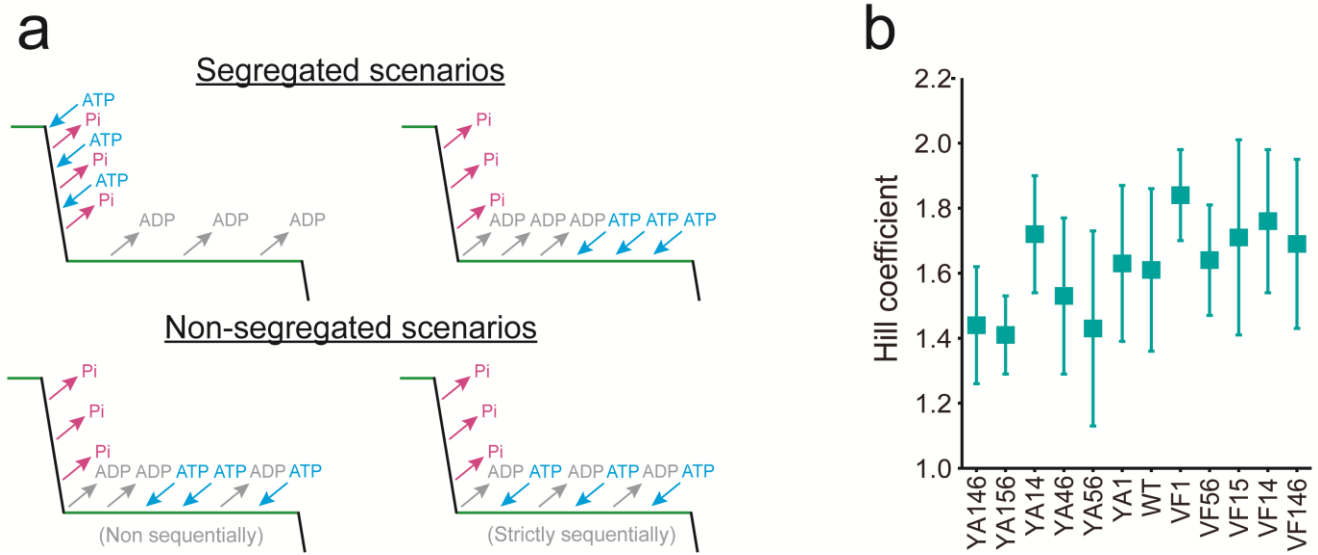 a
Segregated scenarios
ATP
Pi
ATP
Pi
ATP
Pi
ADP ADP ADP
Pi
Pi
Pi
ADP ADP ADP ATP ATP ATP
Non-segregated scenarios
Pi
Pi
Pi
ADP ADP ATP ATP ADP ATP
(Non sequentially)
Pi
Pi
Pi
ADP ATP ADP ATP ADP ATP
(Strictly sequentially)
b
Hill coefficient
2.2
2.0
1.8
1.6
1.4
1.2
1.0
YA146
YA156
YA14
YA46
YA56
YA1
WT
VF1
VF56
VF15
VF14
VF146